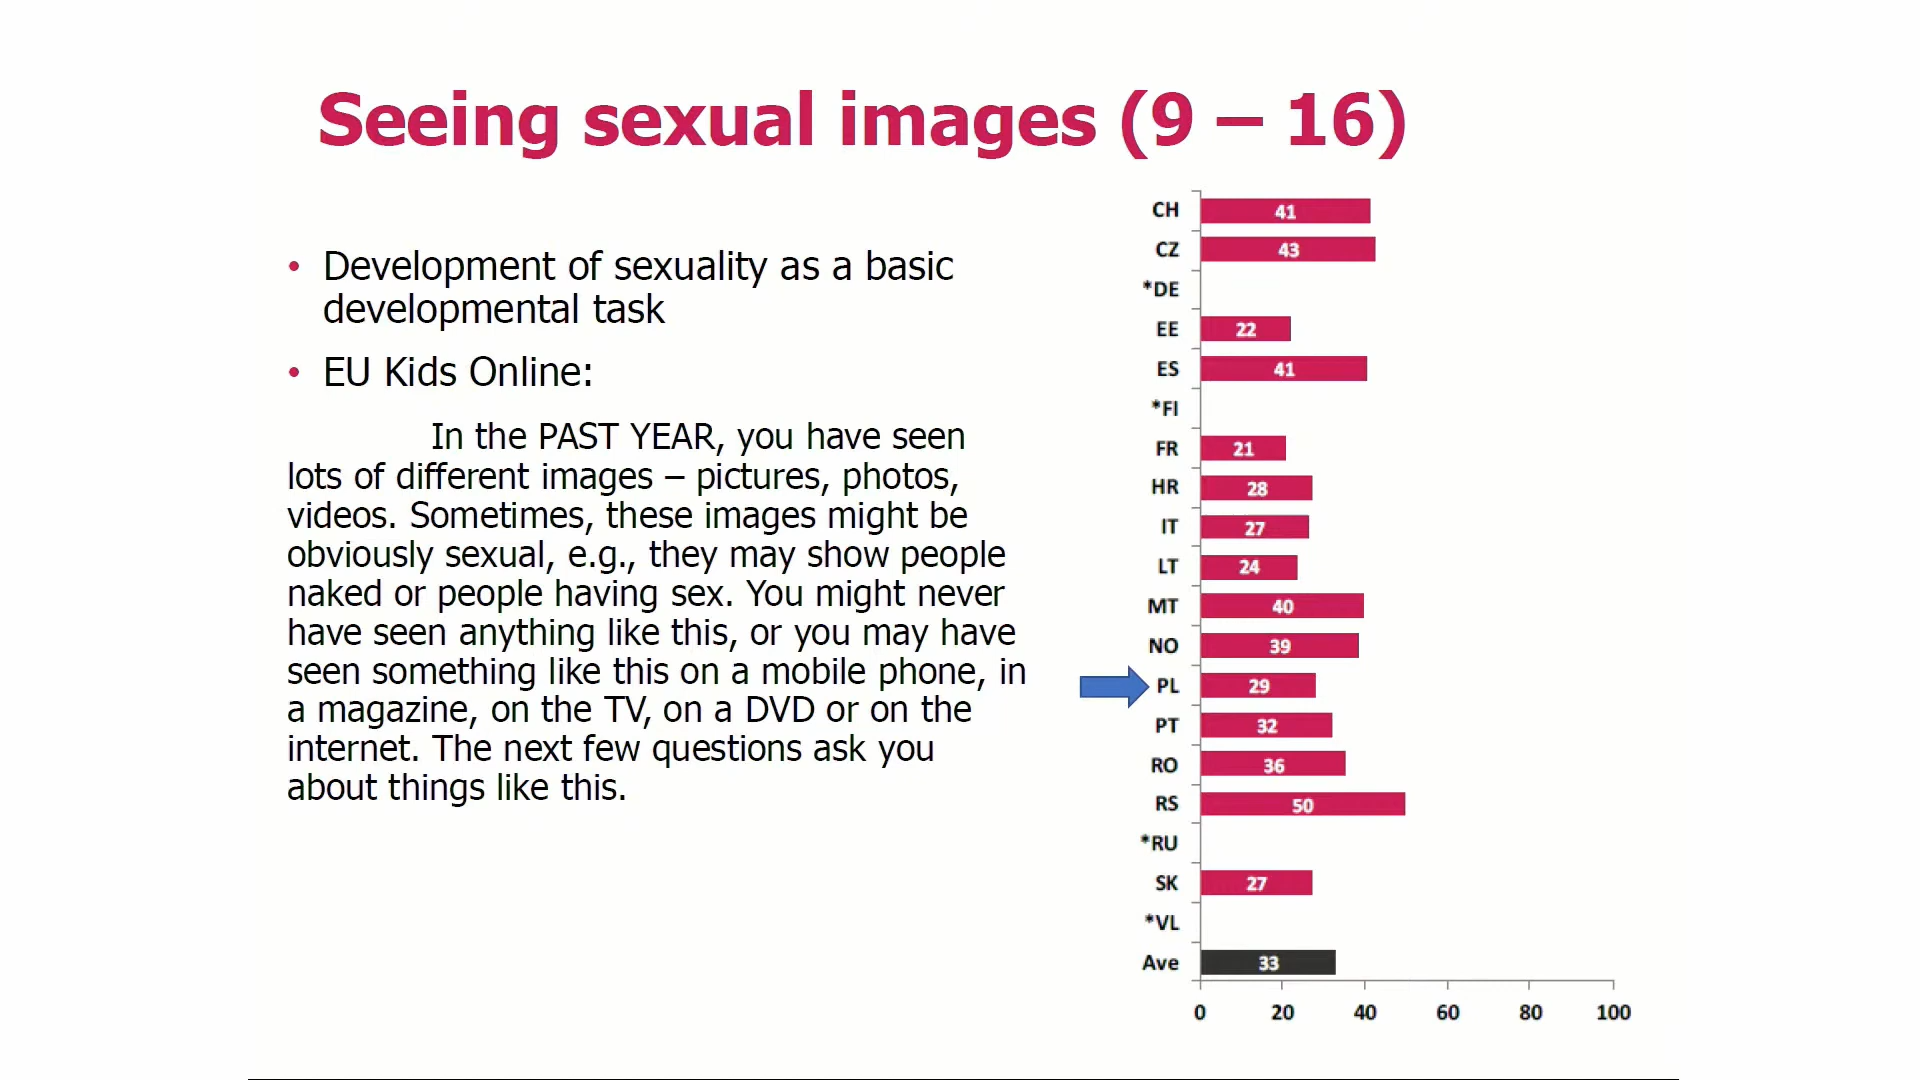 Seeing sexual images (9 – 16)
• Development of sexuality as a basic
developmental task
• EU Kids Online:
In the PAST YEAR, you have seen
lots of different images – pictures, photos,
videos. Sometimes, these images might be
obviously sexual, e.g., they may show people
naked or people having sex. You might never
have seen anything like this, or you may have
seen something like this on a mobile phone, in
a magazine, on the TV, on a DVD or on the
internet. The next few questions ask you
about things like this.
CH 41
CZ 43
*DE
EE 22
ES 41
*FI
FR 21
HR 28
IT 27
LT 24
MT 40
NO 39
PL 29
PT 32
RO 36
RS 50
*RU
SK 27
*VL
Ave 33
0 20 40 60 80 100